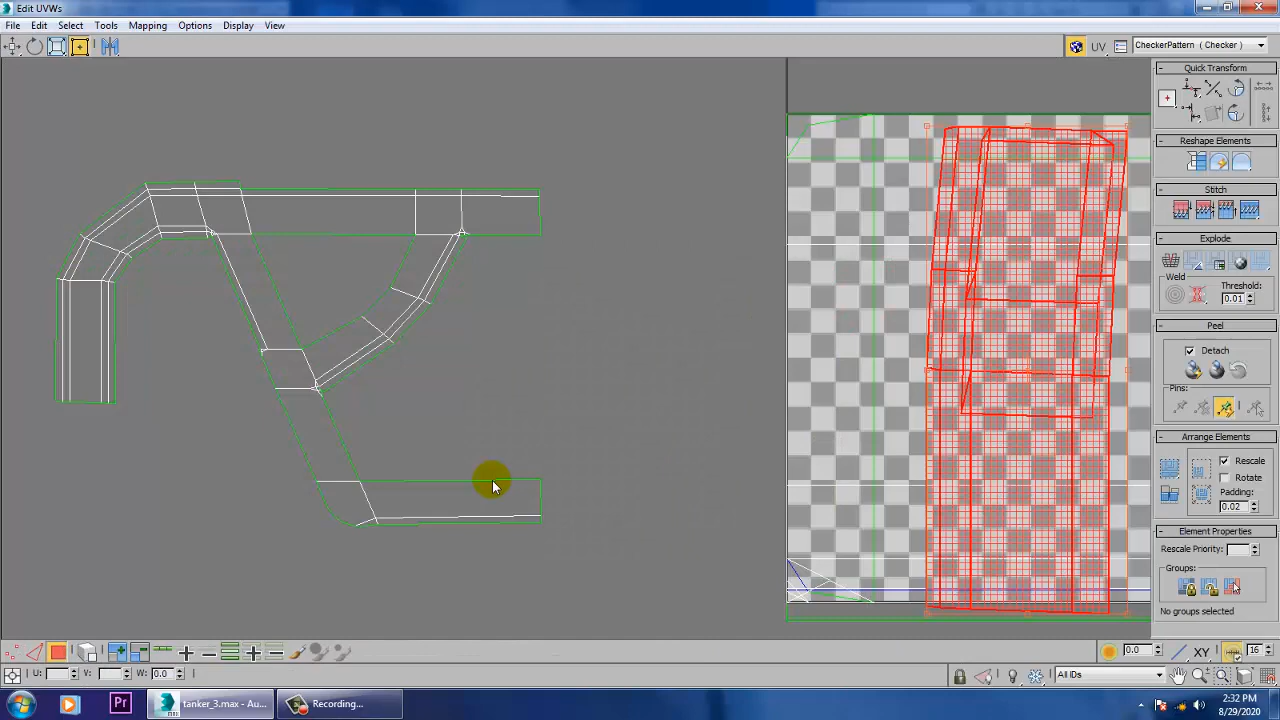 Edit UVWs
File Edit Select Tools Mapping Options Display View
UV CheckerPattern ( Checker )
Quick Transform
Reshape Elements
Stitch
Explode
Weld
Threshold:
0.01
Peel
Detach
Pins:
Arrange Elements
Rescale
Rotate
Padding:
0.02
Element Properties
Rescale Priority:
Groups:
No groups selected
0.0 XY 16
U: V: W: 0.0 All IDs
Pr tanker_3.max - Au... Recording... 2:32 PM
8/29/2020